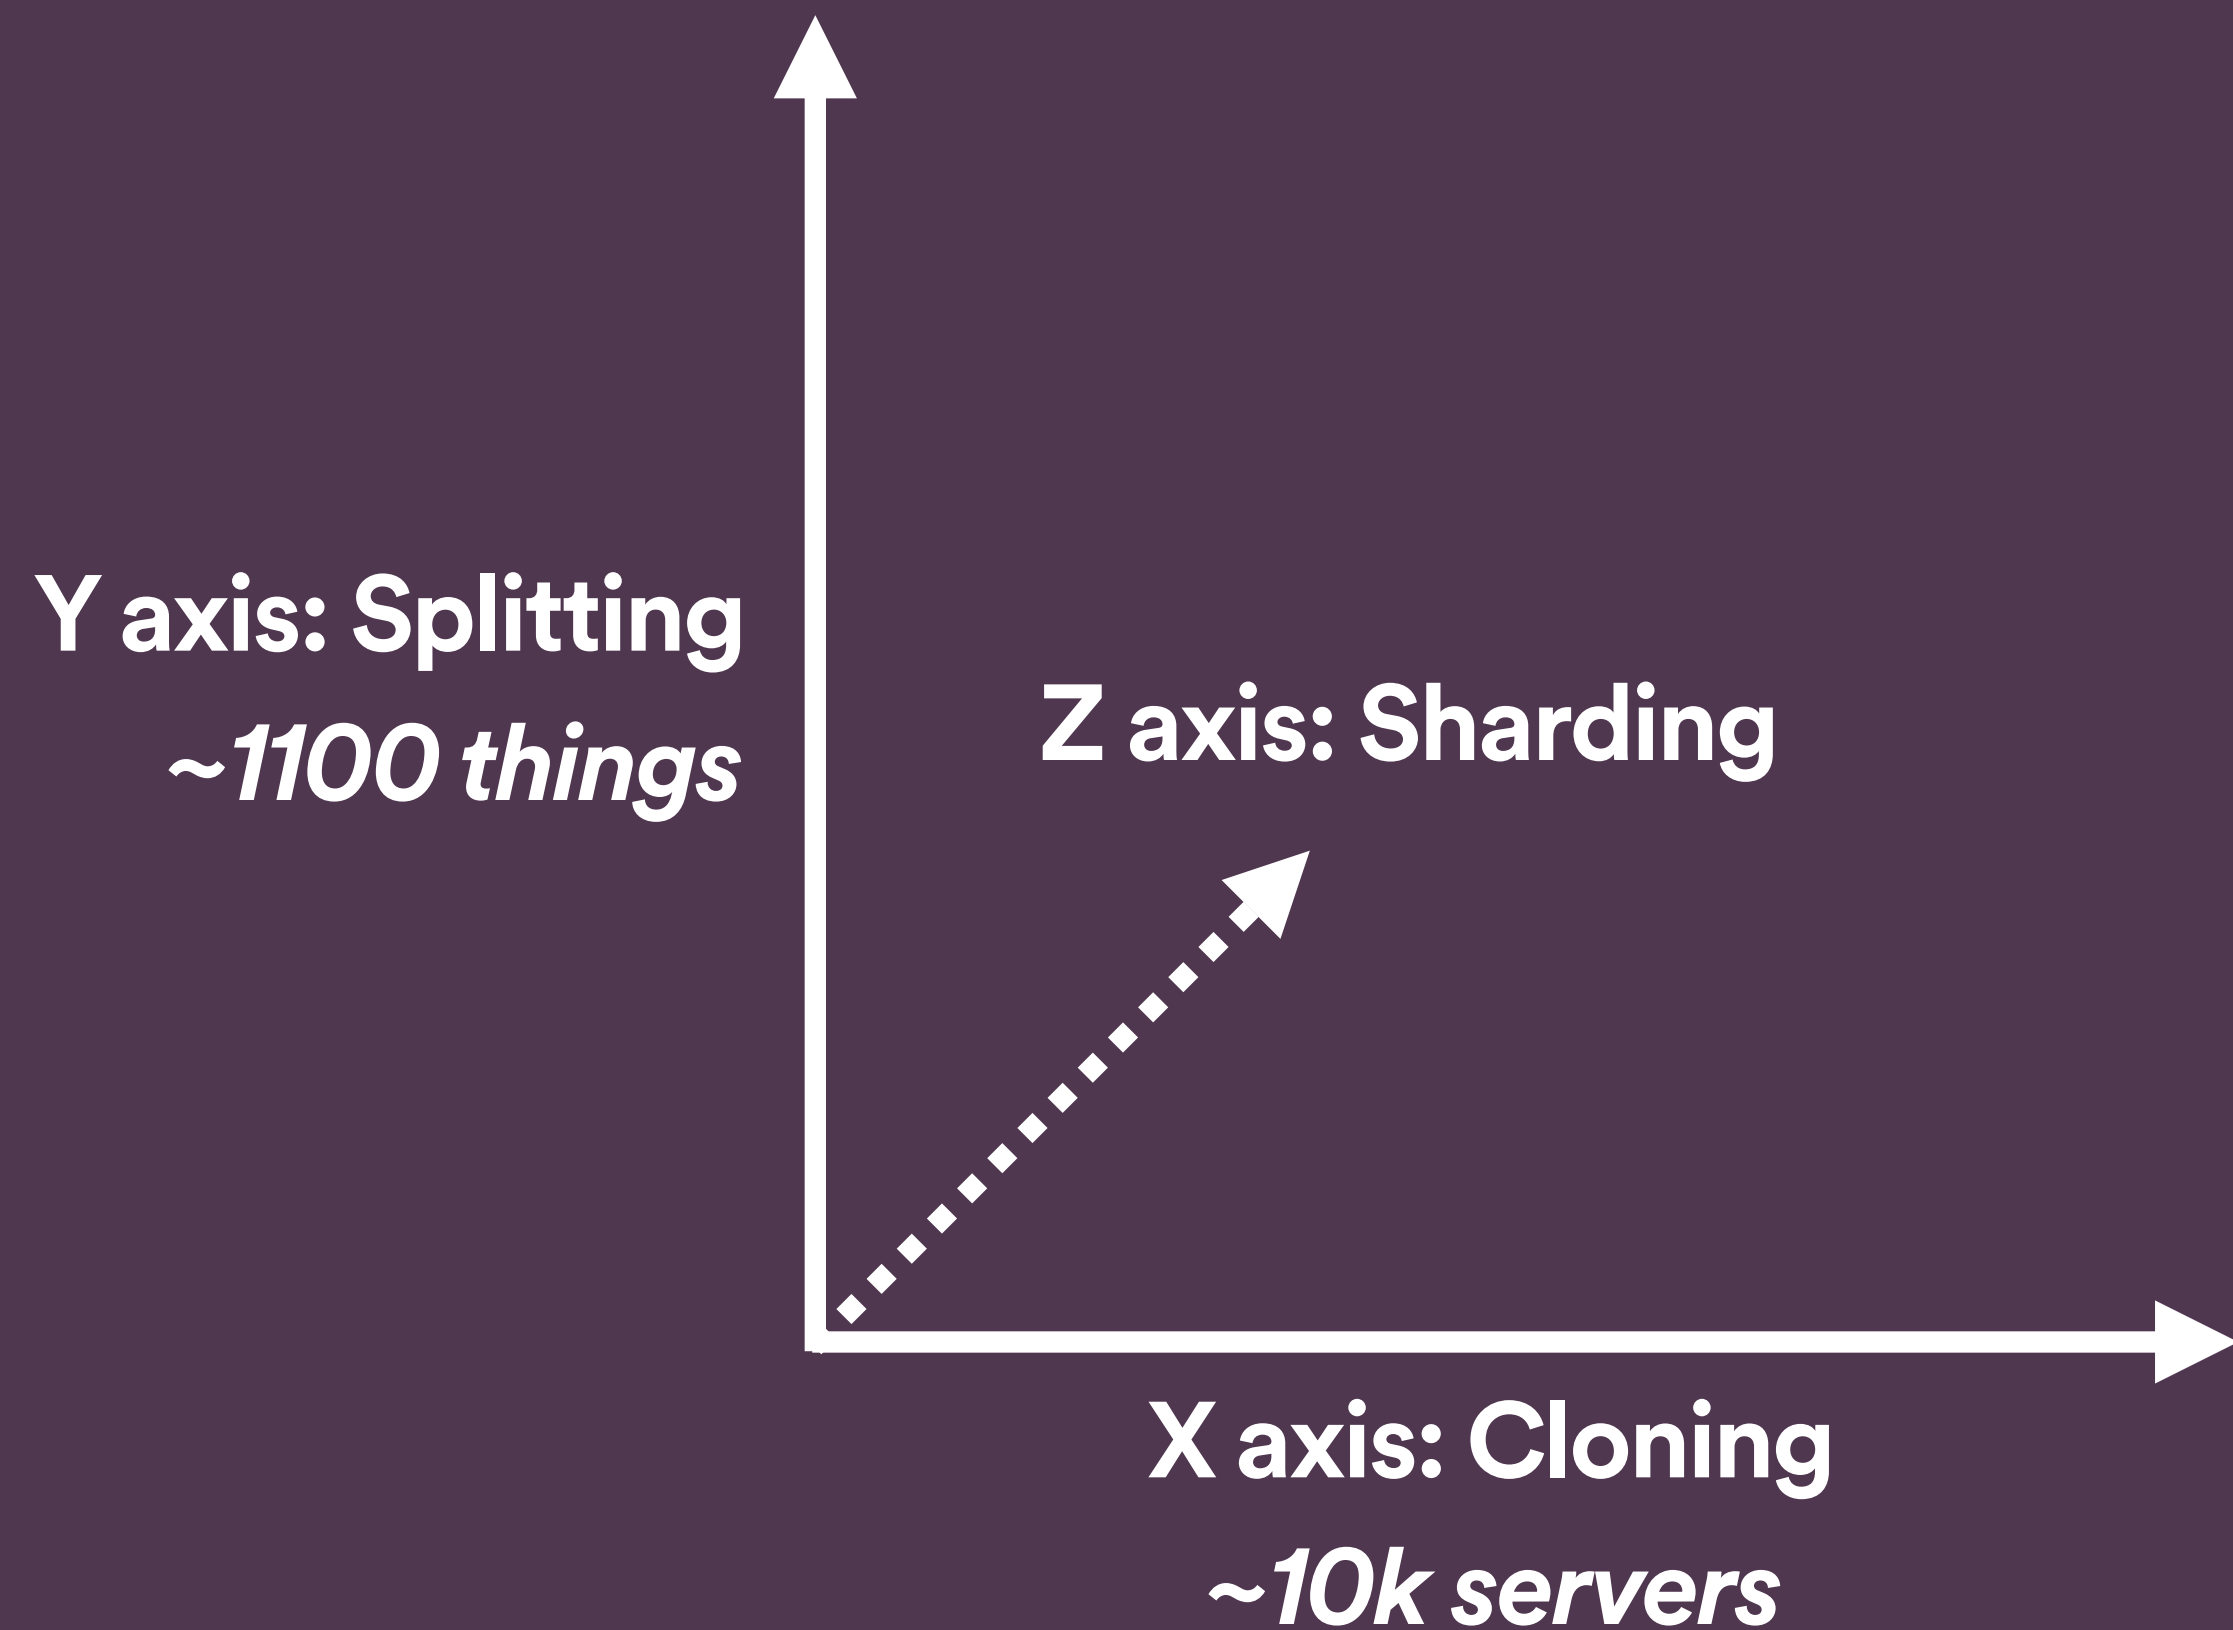 Y axis: Splitting
~1100 things
Z axis: Sharding
X axis: Cloning
~10k servers